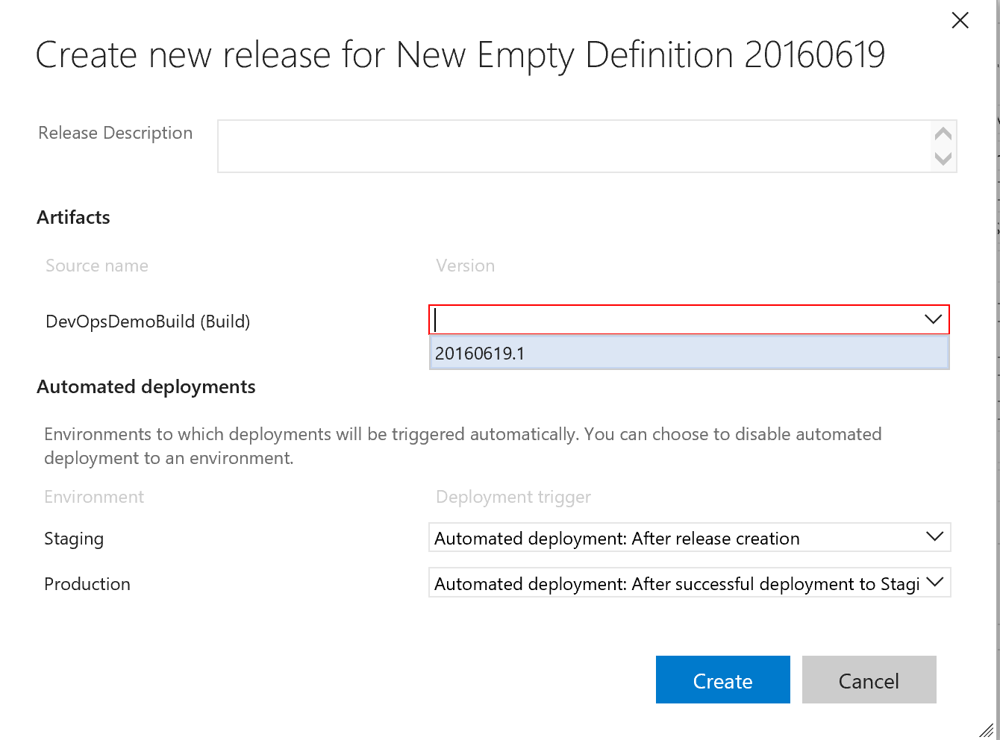 Create new release for New Empty Definition 20160619
Release Description
Artifacts
Source name Version
DevOpsDemoBuild (Build)
20160619.1
Automated deployments
Environments to which deployments will be triggered automatically. You can choose to disable automated
deployment to an environment.
Environment Deployment trigger
Staging Automated deployment: After release creation
Production Automated deployment: After successful deployment to Stagi
Create Cancel